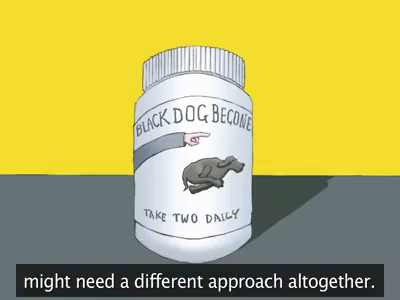 BLACK DOG BEGONE
TAKE TWO DAILY
might need a different approach altogether.